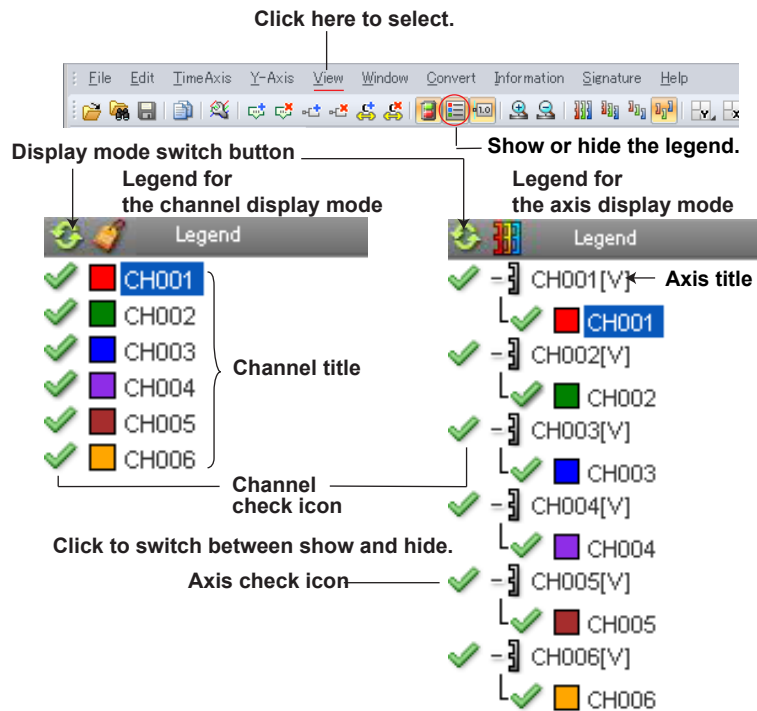 Click here to select.
File Edit TimeAxis Y-Axis View Window Convert Information Signature Help
Display mode switch button
Show or hide the legend.
Legend for
the channel display mode
Legend
CH001
CH002
CH003
CH004
CH005
CH006
Channel title
Channel
check icon
Click to switch between show and hide.
Axis check icon
Legend for
the axis display mode
Legend
CH001[V]
Axis title
CH001
CH002[V]
CH002
CH003[V]
CH003
CH004[V]
CH004
CH005[V]
CH005
CH006[V]
CH006